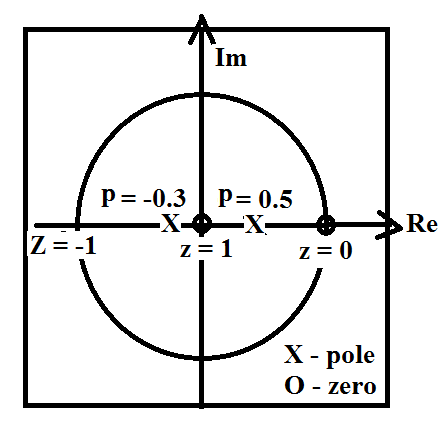 Im
p = -0.3
p = 0.5
X
X
Re
Z = -1
z = 1
z = 0
X - pole
O - zero